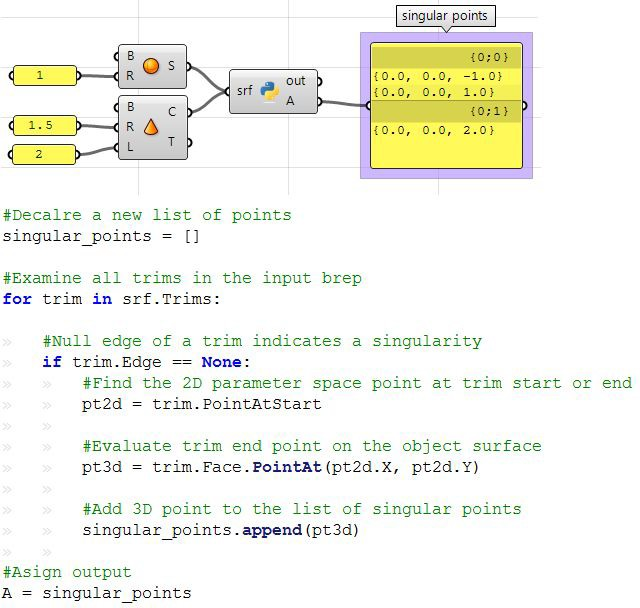 singular points
B
R
S
1
B
R
L
C
T
1.5
2
srf
out
A
{0;0}
{0.0, 0.0, -1.0}
{0.0, 0.0, 1.0}
{0;1}
{0.0, 0.0, 2.0}
#Decalre a new list of points
singular_points = []
#Examine all trims in the input brep
for trim in srf.Trims:
#Null edge of a trim indicates a singularity
if trim.Edge == None:
#Find the 2D parameter space point at trim start or end
pt2d = trim.PointAtStart
#Evaluate trim end point on the object surface
pt3d = trim.Face.PointAt(pt2d.X, pt2d.Y)
#Add 3D point to the list of singular points
singular_points.append(pt3d)
#Asign output
A = singular_points